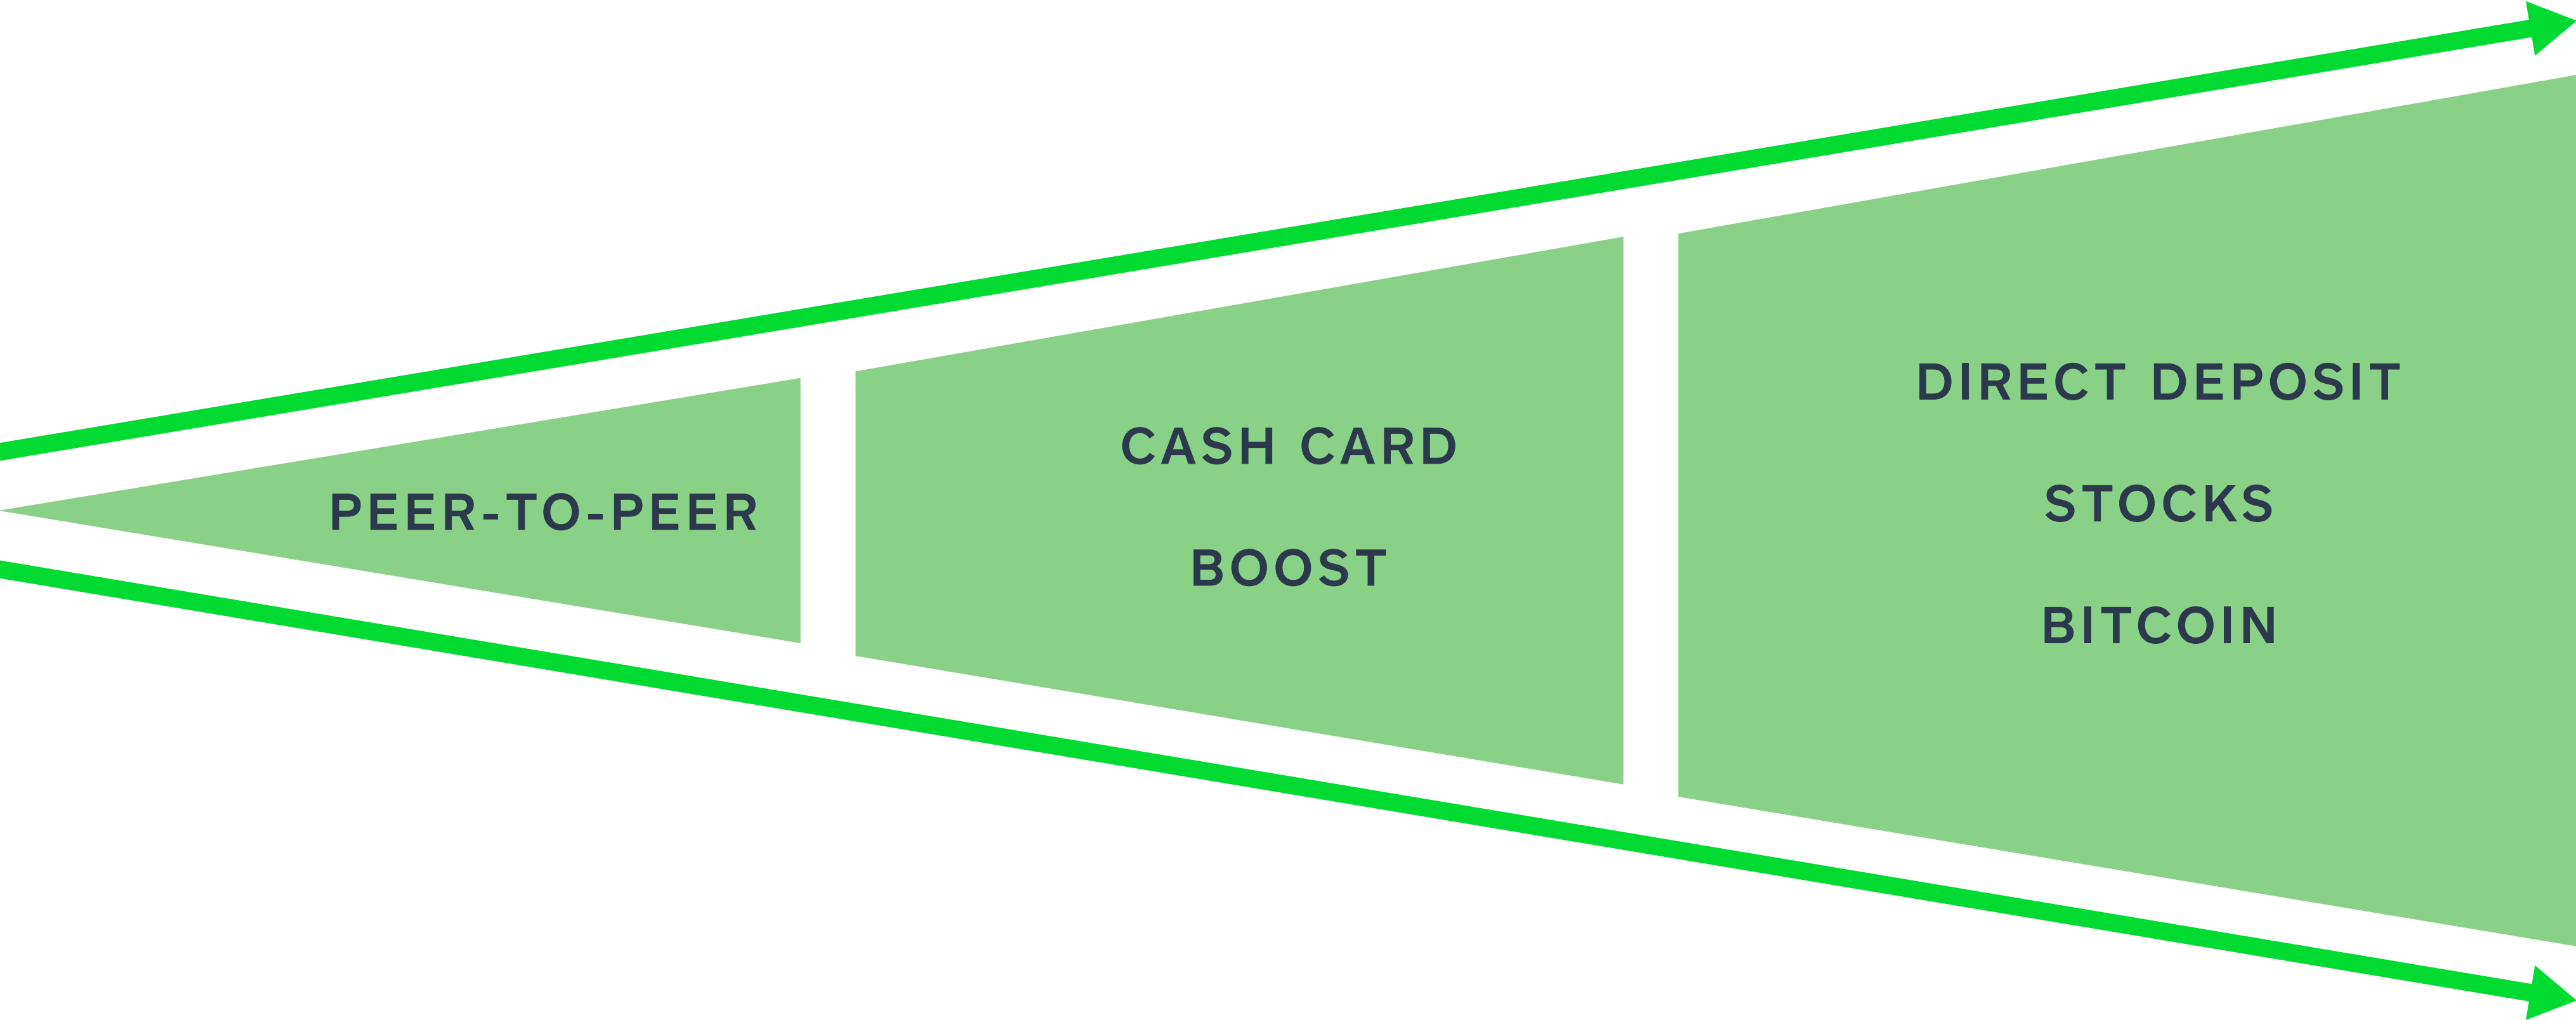 PEER-TO-PEER
CASH CARD
BOOST
DIRECT DEPOSIT
STOCKS
BITCOIN